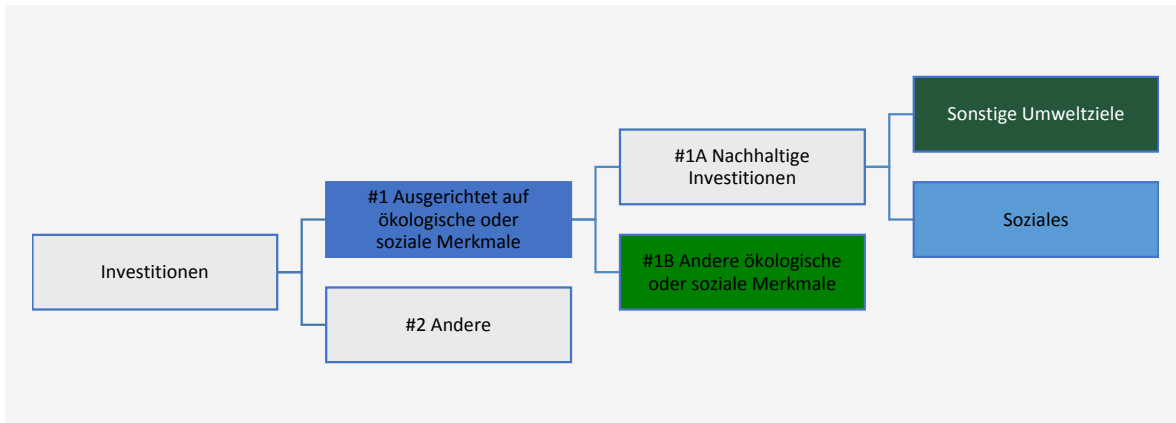 Investitionen
#1 Ausgerichtet auf
ökologische oder
soziale Merkmale
#2 Andere
#1A Nachhaltige
Investitionen
#1B Andere ökologische
oder soziale Merkmale
Sonstige Umweltziele
Soziales